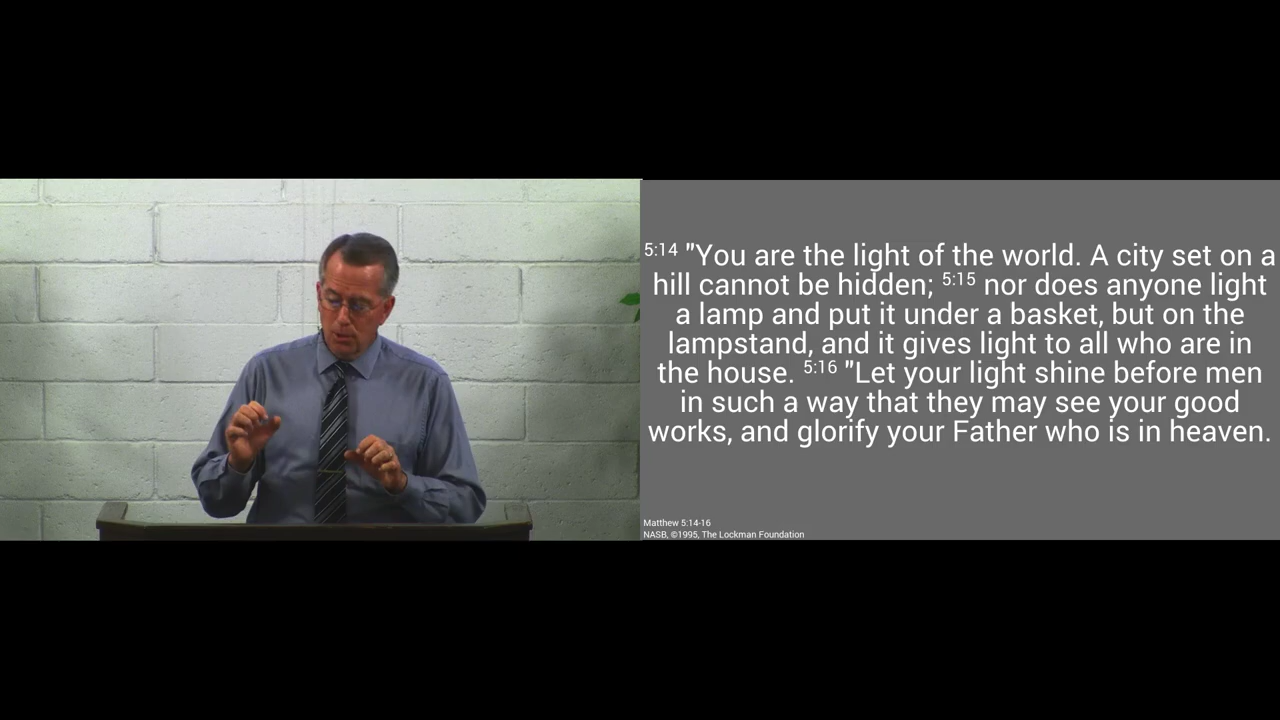 5:14 "You are the light of the world. A city set on a
hill cannot be hidden; 5:15 nor does anyone light
a lamp and put it under a basket, but on the
lampstand, and it gives light to all who are in
the house. 5:16 "Let your light shine before men
in such a way that they may see your good
works, and glorify your Father who is in heaven.
Matthew 5:14-16
NASB, ©1995, The Lockman Foundation